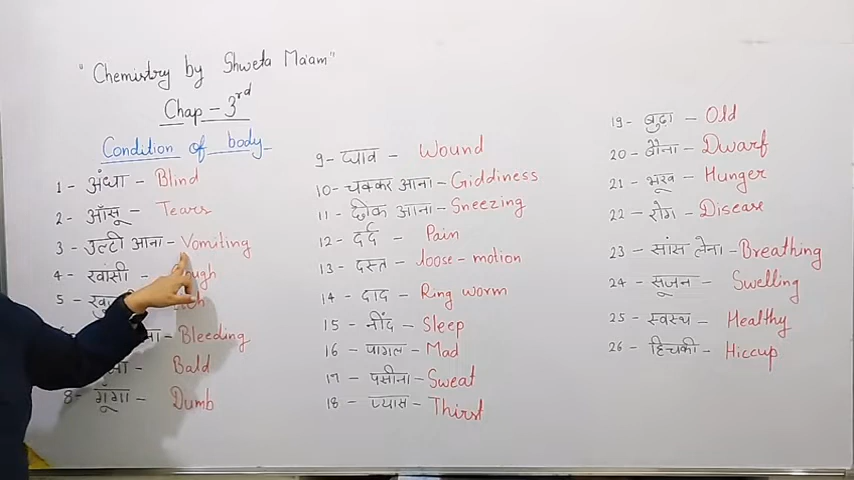 "Chemistry by Shweta Ma'am"
Chap - 3rd
Condition of body
1 - अंधा - Blind
2 - आँसू - Tears
3 - उल्टी आना - Vomiting
4 - खांसी -
5 -
Bleeding
Bald
8 - गूंगा - Dumb
9 - घाव - Wound
10 - चक्कर आना - Giddiness
11 - छींक आना - Sneezing
12 - दर्द - Pain
13 - दस्त - loose-motion
14 - दाद - Ring worm
15 - नींद - Sleep
16 - पागल - Mad
17 - पसीना - Sweat
18 - प्यास - Thirst
19 - बुढ़ा - Old
20 - बौना - Dwarf
21 - भूख - Hunger
22 - रोग - Disease
23 - सांस लेना - Breathing
24 - सूजन - Swelling
25 - स्वस्थ - Healthy
26 - हिचकी - Hiccup